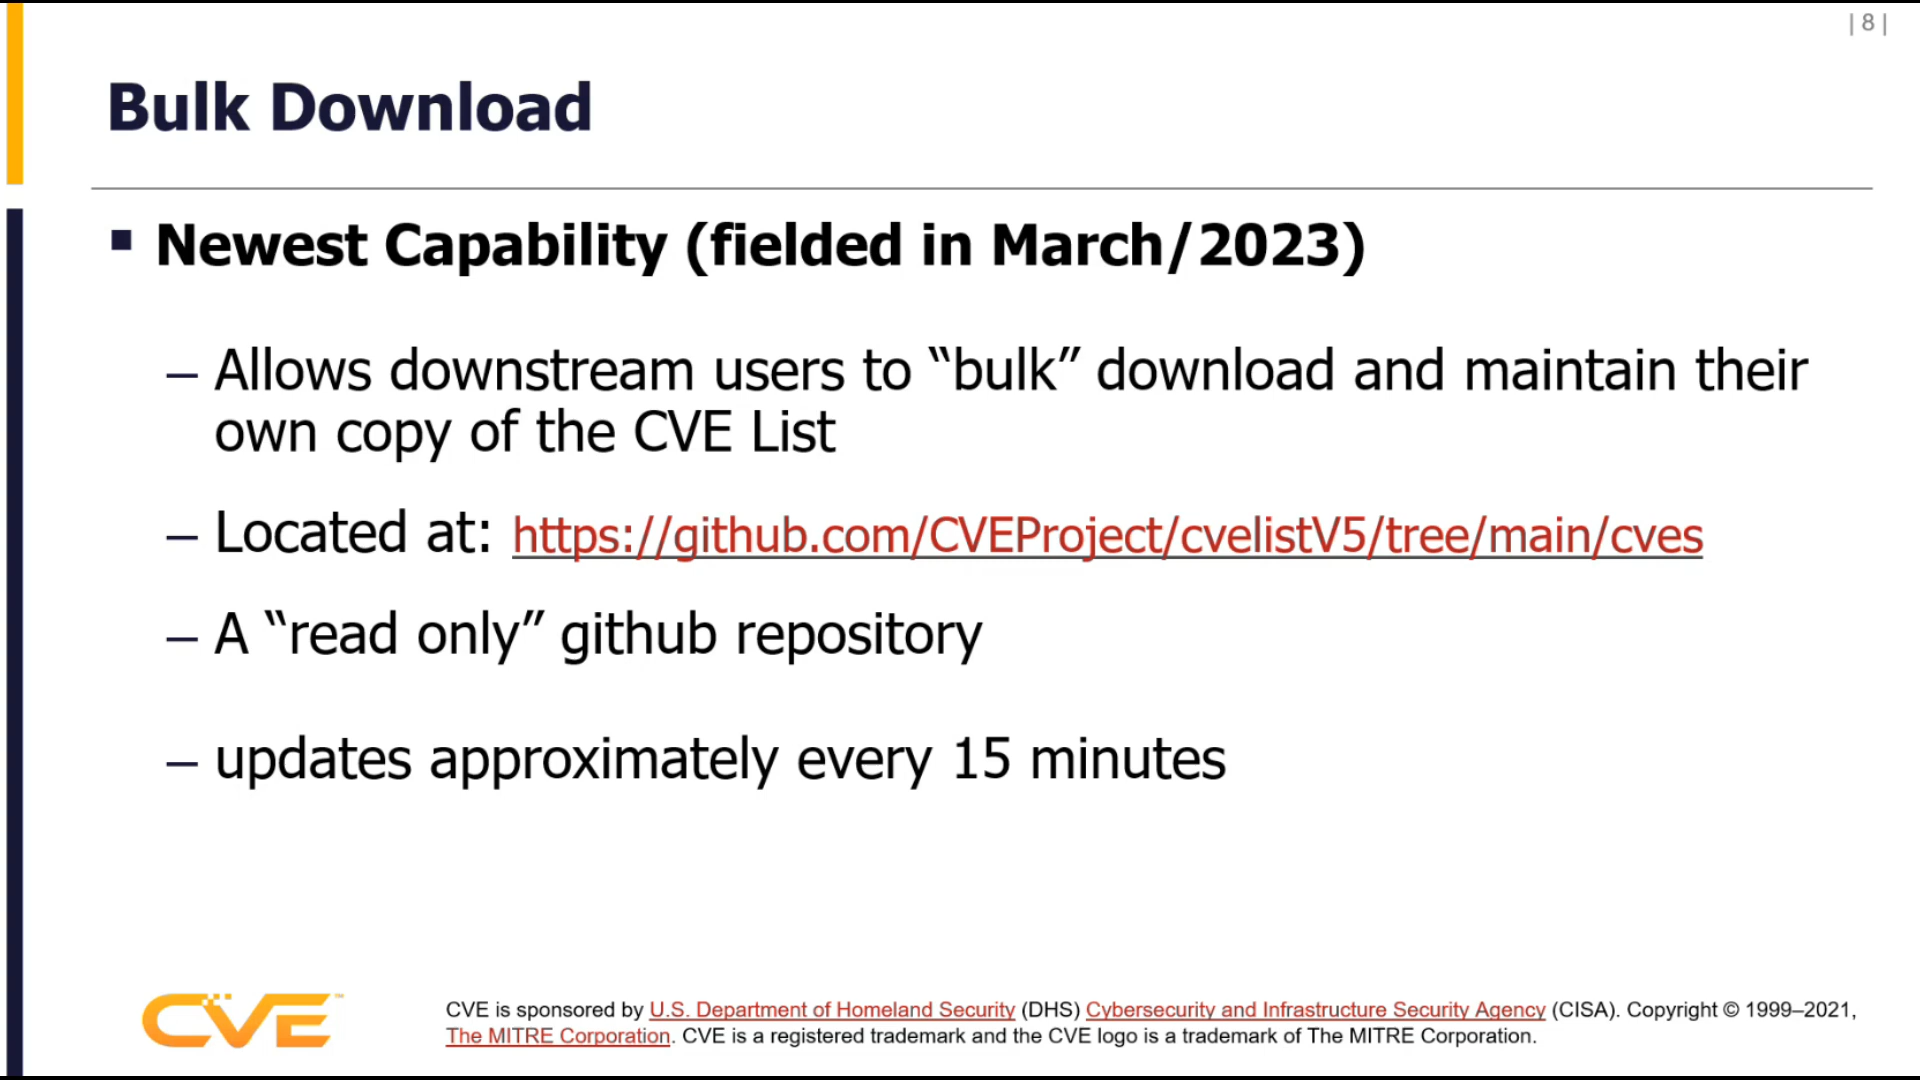 | 8 |
Bulk Download
▪ Newest Capability (fielded in March/2023)
– Allows downstream users to “bulk” download and maintain their
own copy of the CVE List
– Located at: https://github.com/CVEProject/cvelistV5/tree/main/cves
– A “read only” github repository
– updates approximately every 15 minutes
CVE™
CVE is sponsored by U.S. Department of Homeland Security (DHS) Cybersecurity and Infrastructure Security Agency (CISA). Copyright © 1999–2021,
The MITRE Corporation. CVE is a registered trademark and the CVE logo is a trademark of The MITRE Corporation.